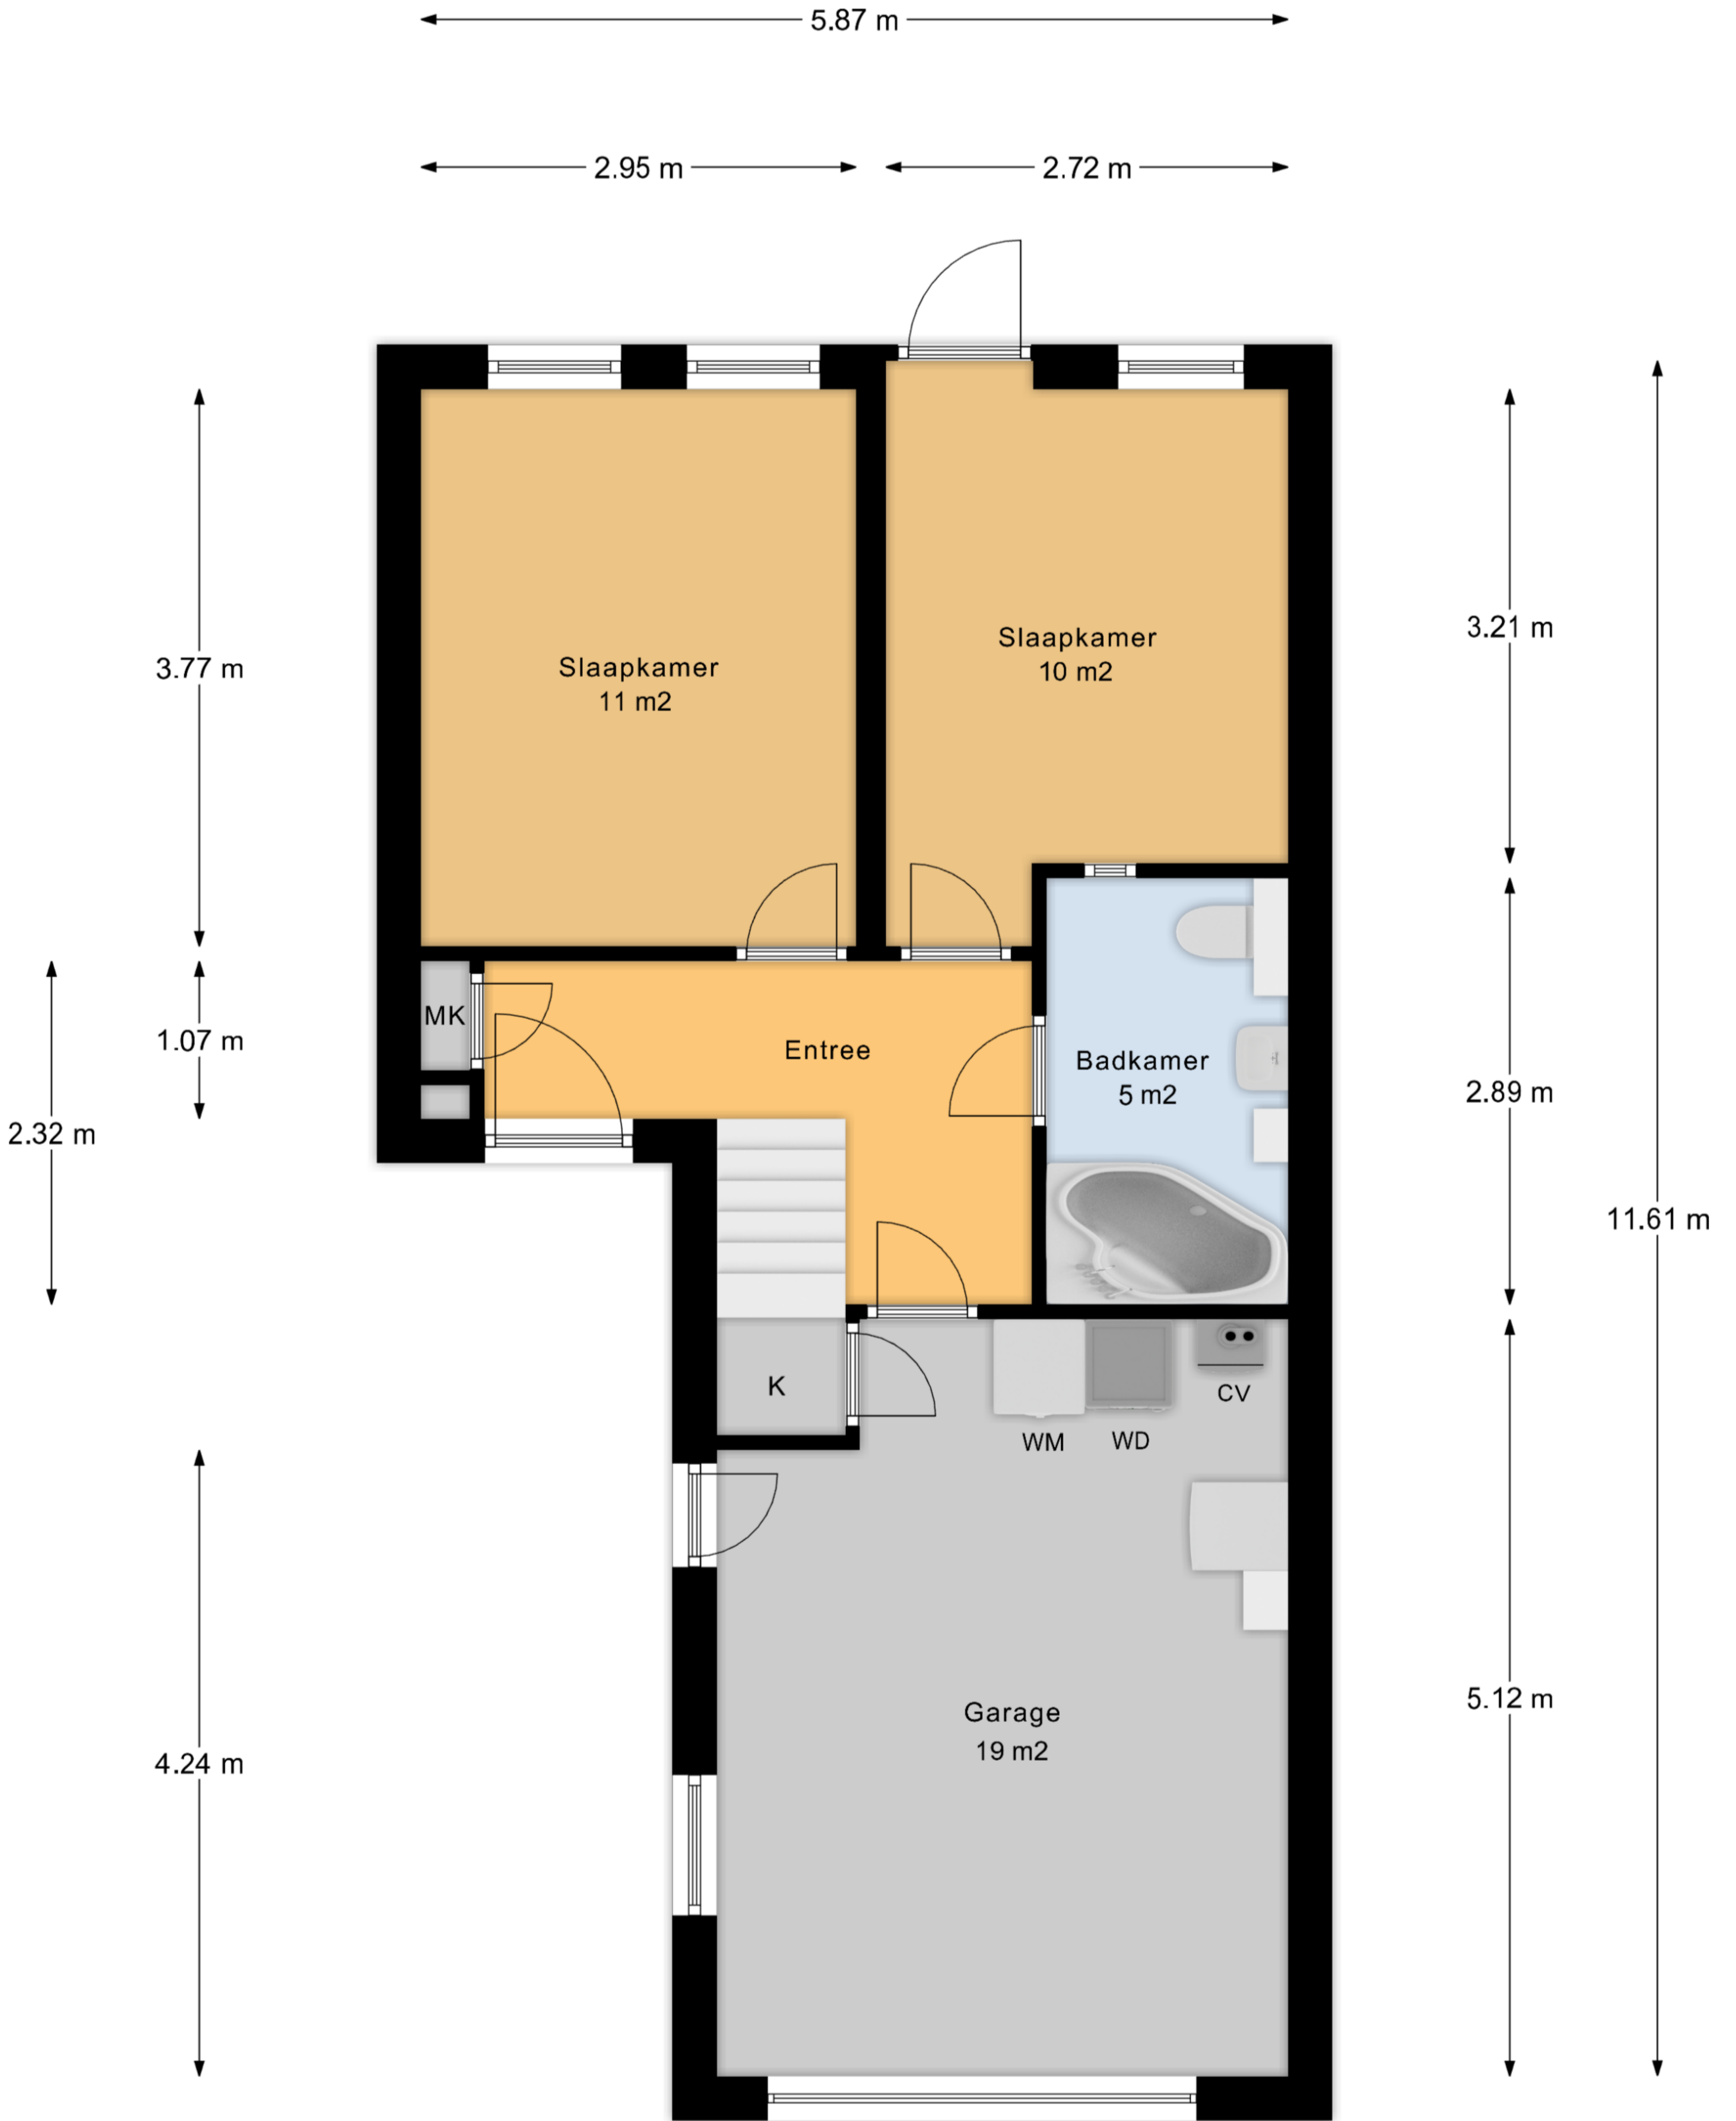 5.87 m
2.95 m
2.72 m
3.77 m
3.21 m
Slaapkamer
11 m2
Slaapkamer
10 m2
MK
1.07 m
2.32 m
Entree
Badkamer
5 m2
2.89 m
11.61 m
K
WM
WD
CV
4.24 m
5.12 m
Garage
19 m2